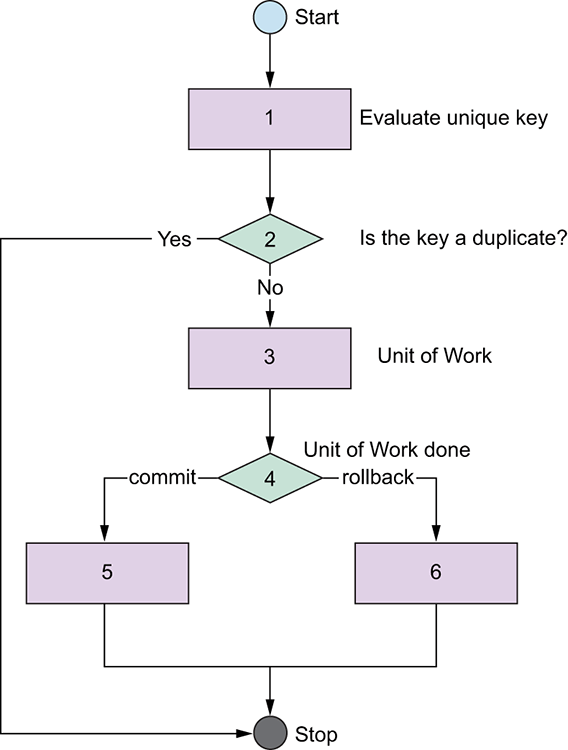 Start
1
Evaluate unique key
Yes
2
Is the key a duplicate?
No
3
Unit of Work
Unit of Work done
commit
4
rollback
5
6
Stop